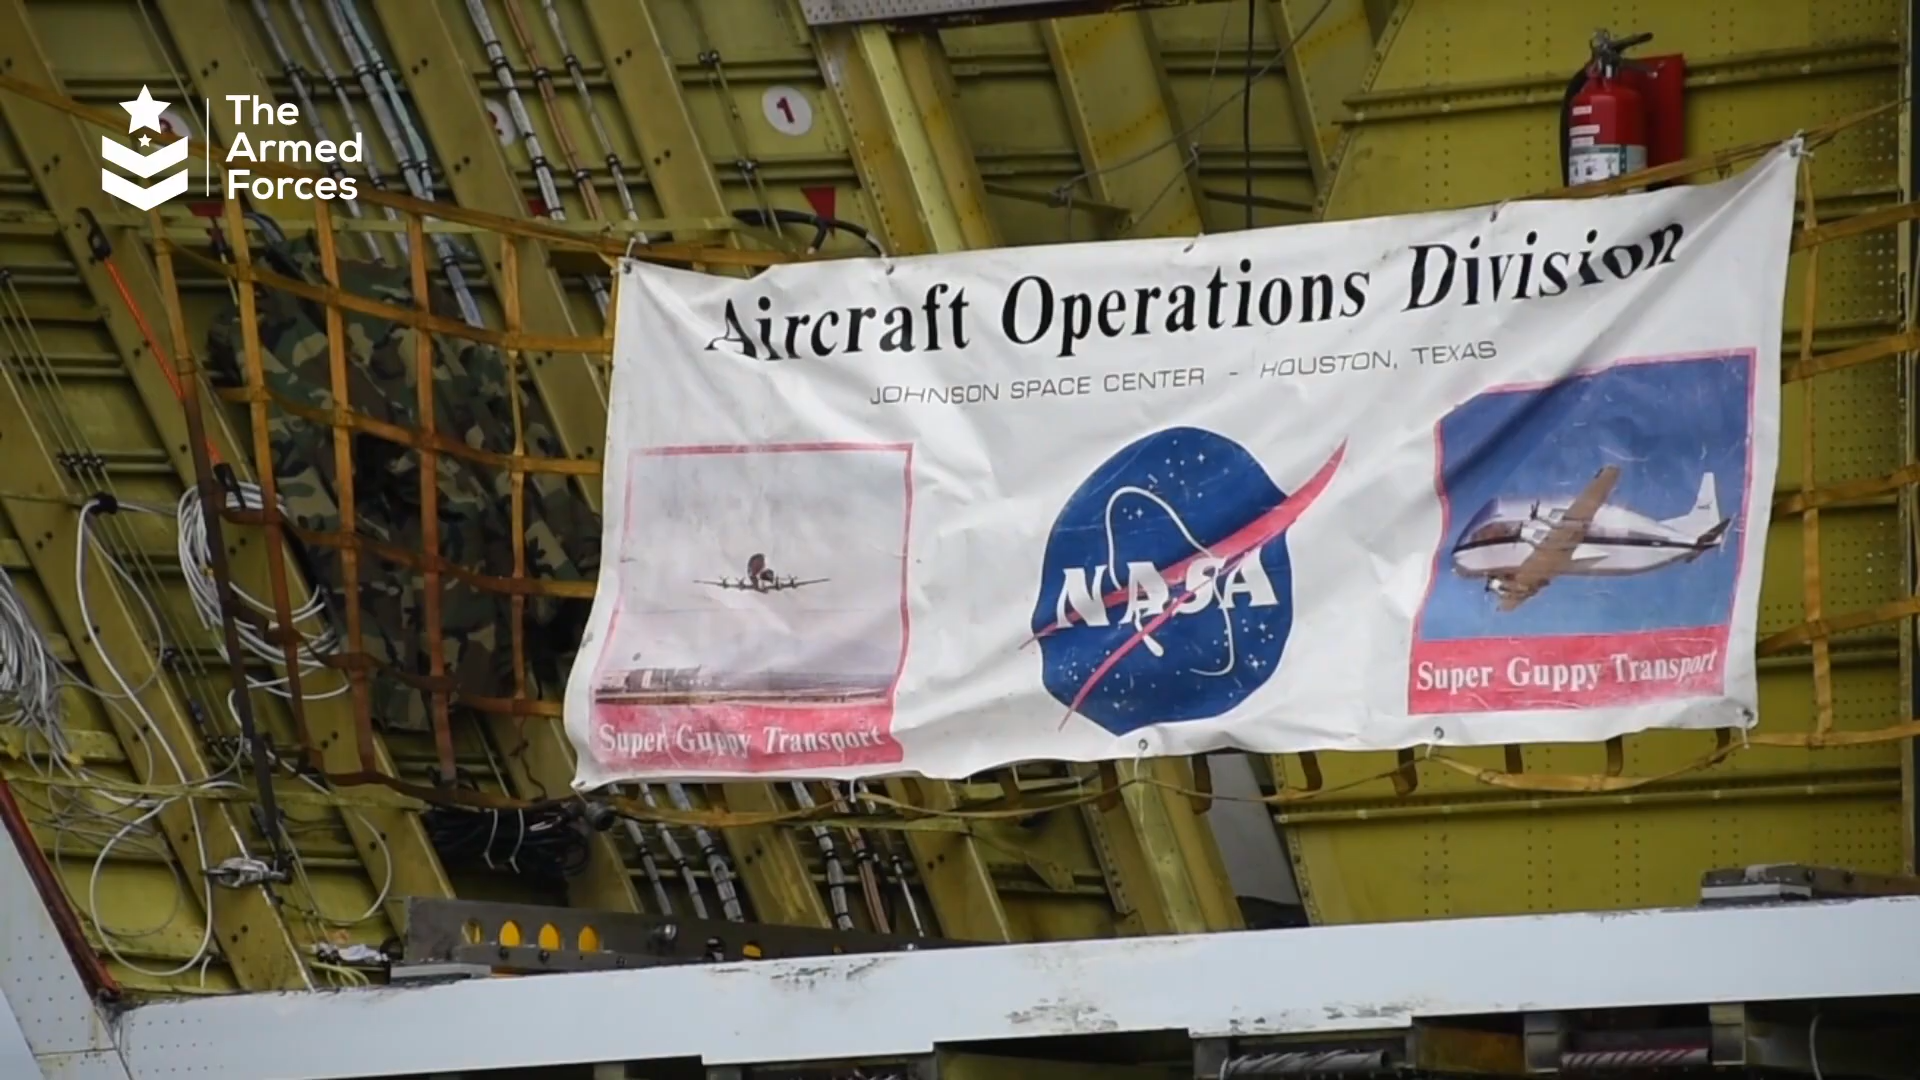 The
Armed
Forces
1
Aircraft Operations Division
JOHNSON SPACE CENTER - HOUSTON, TEXAS
NASA
Super Guppy Transport
Super Guppy Transport